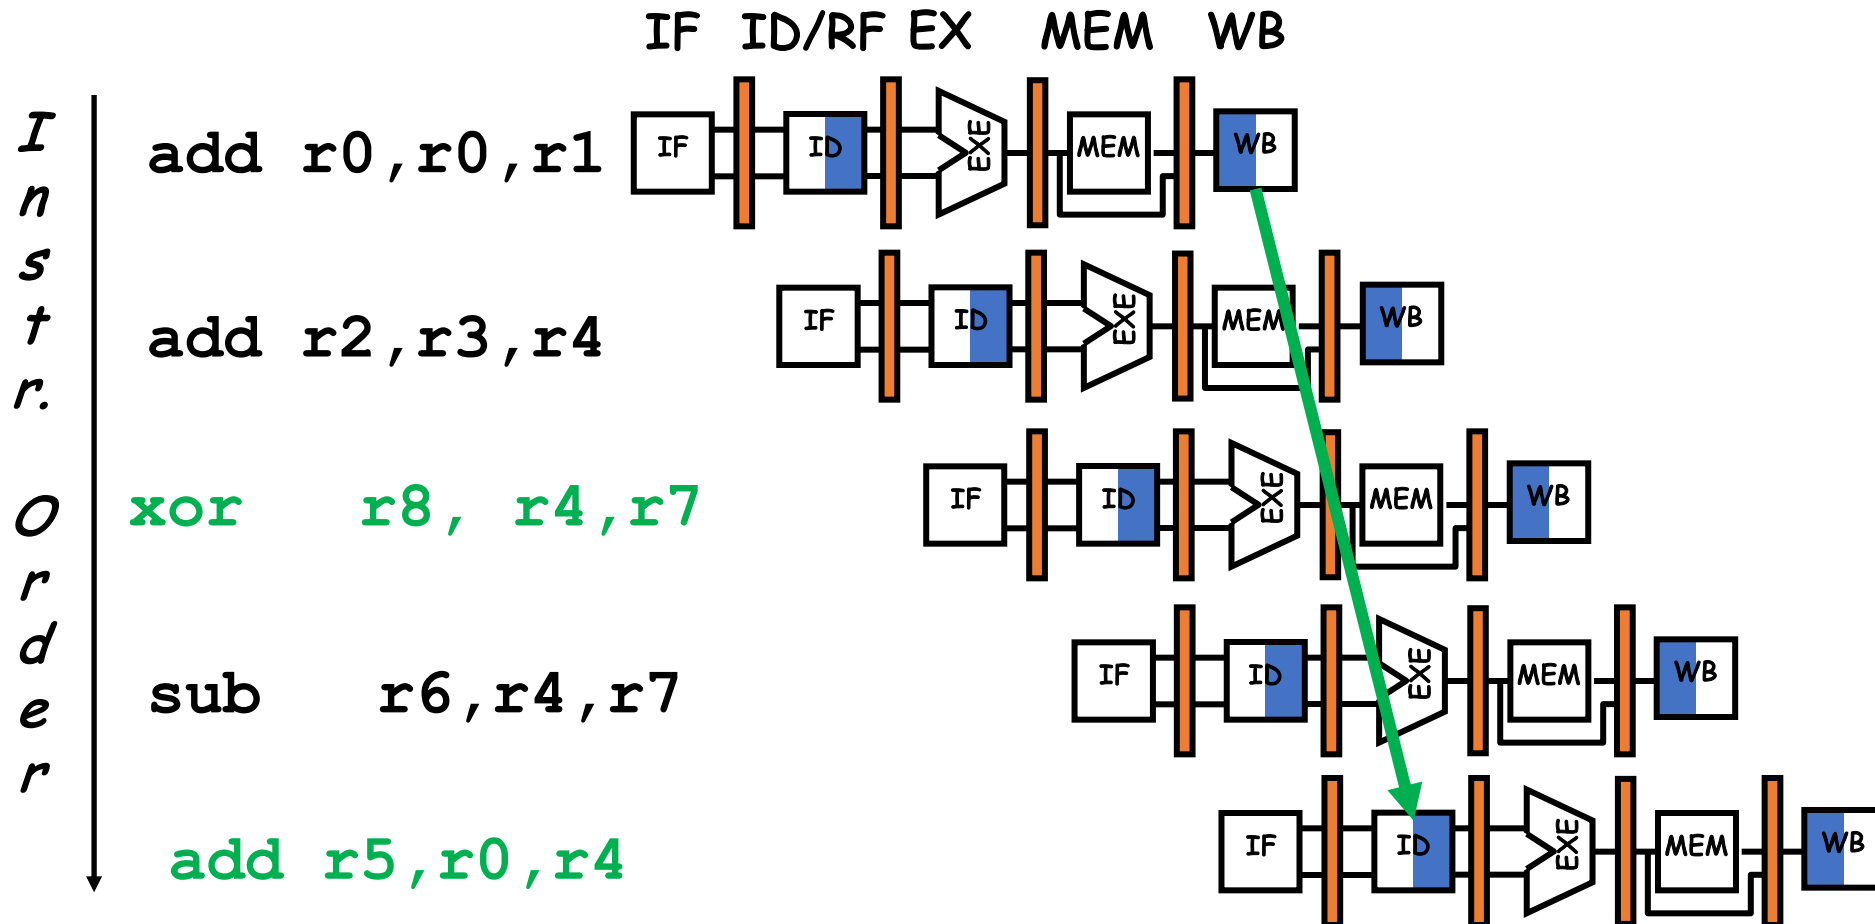 IF ID/RF EX MEM WB
Instr. Order
add r0,r0,r1
IF ID EXE MEM WB
add r2,r3,r4
IF ID EXE MEM WB
xor r8, r4,r7
IF ID EXE MEM WB
sub r6,r4,r7
IF ID EXE MEM WB
add r5,r0,r4
IF ID EXE MEM WB